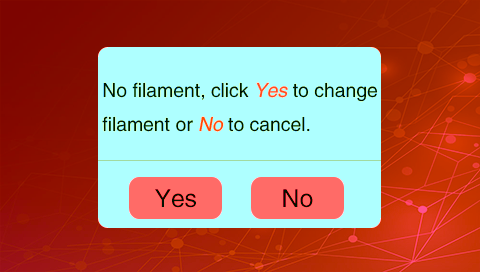 No filament, click Yes to change
filament or No to cancel.
Yes No